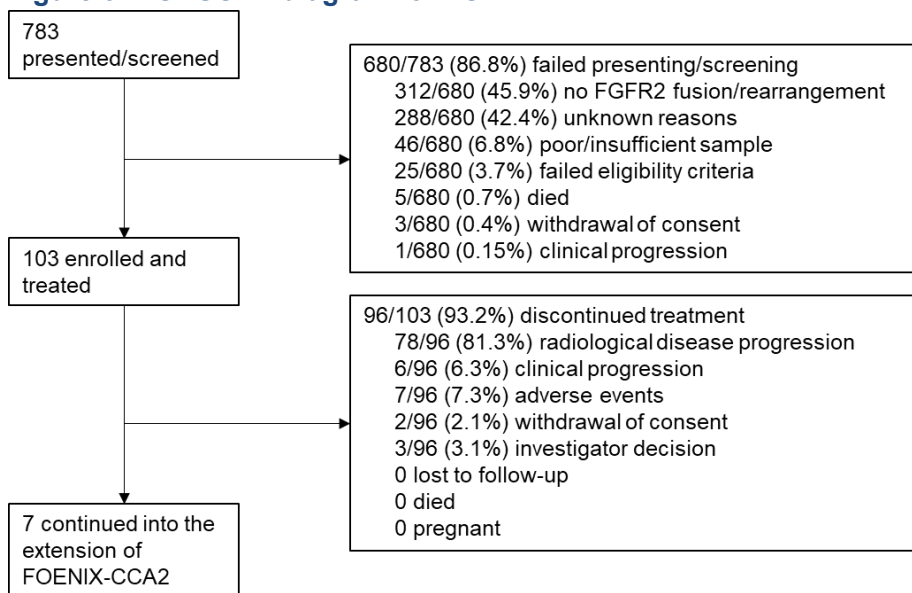 783
presented/screened
680/783 (86.8%) failed presenting/screening
312/680 (45.9%) no FGFR2 fusion/rearrangement
288/680 (42.4%) unknown reasons
46/680 (6.8%) poor/insufficient sample
25/680 (3.7%) failed eligibility criteria
5/680 (0.7%) died
3/680 (0.4%) withdrawal of consent
1/680 (0.15%) clinical progression
103 enrolled and
treated
96/103 (93.2%) discontinued treatment
78/96 (81.3%) radiological disease progression
6/96 (6.3%) clinical progression
7/96 (7.3%) adverse events
2/96 (2.1%) withdrawal of consent
3/96 (3.1%) investigator decision
0 lost to follow-up
0 died
0 pregnant
7 continued into the
extension of
FOENIX-CCA2